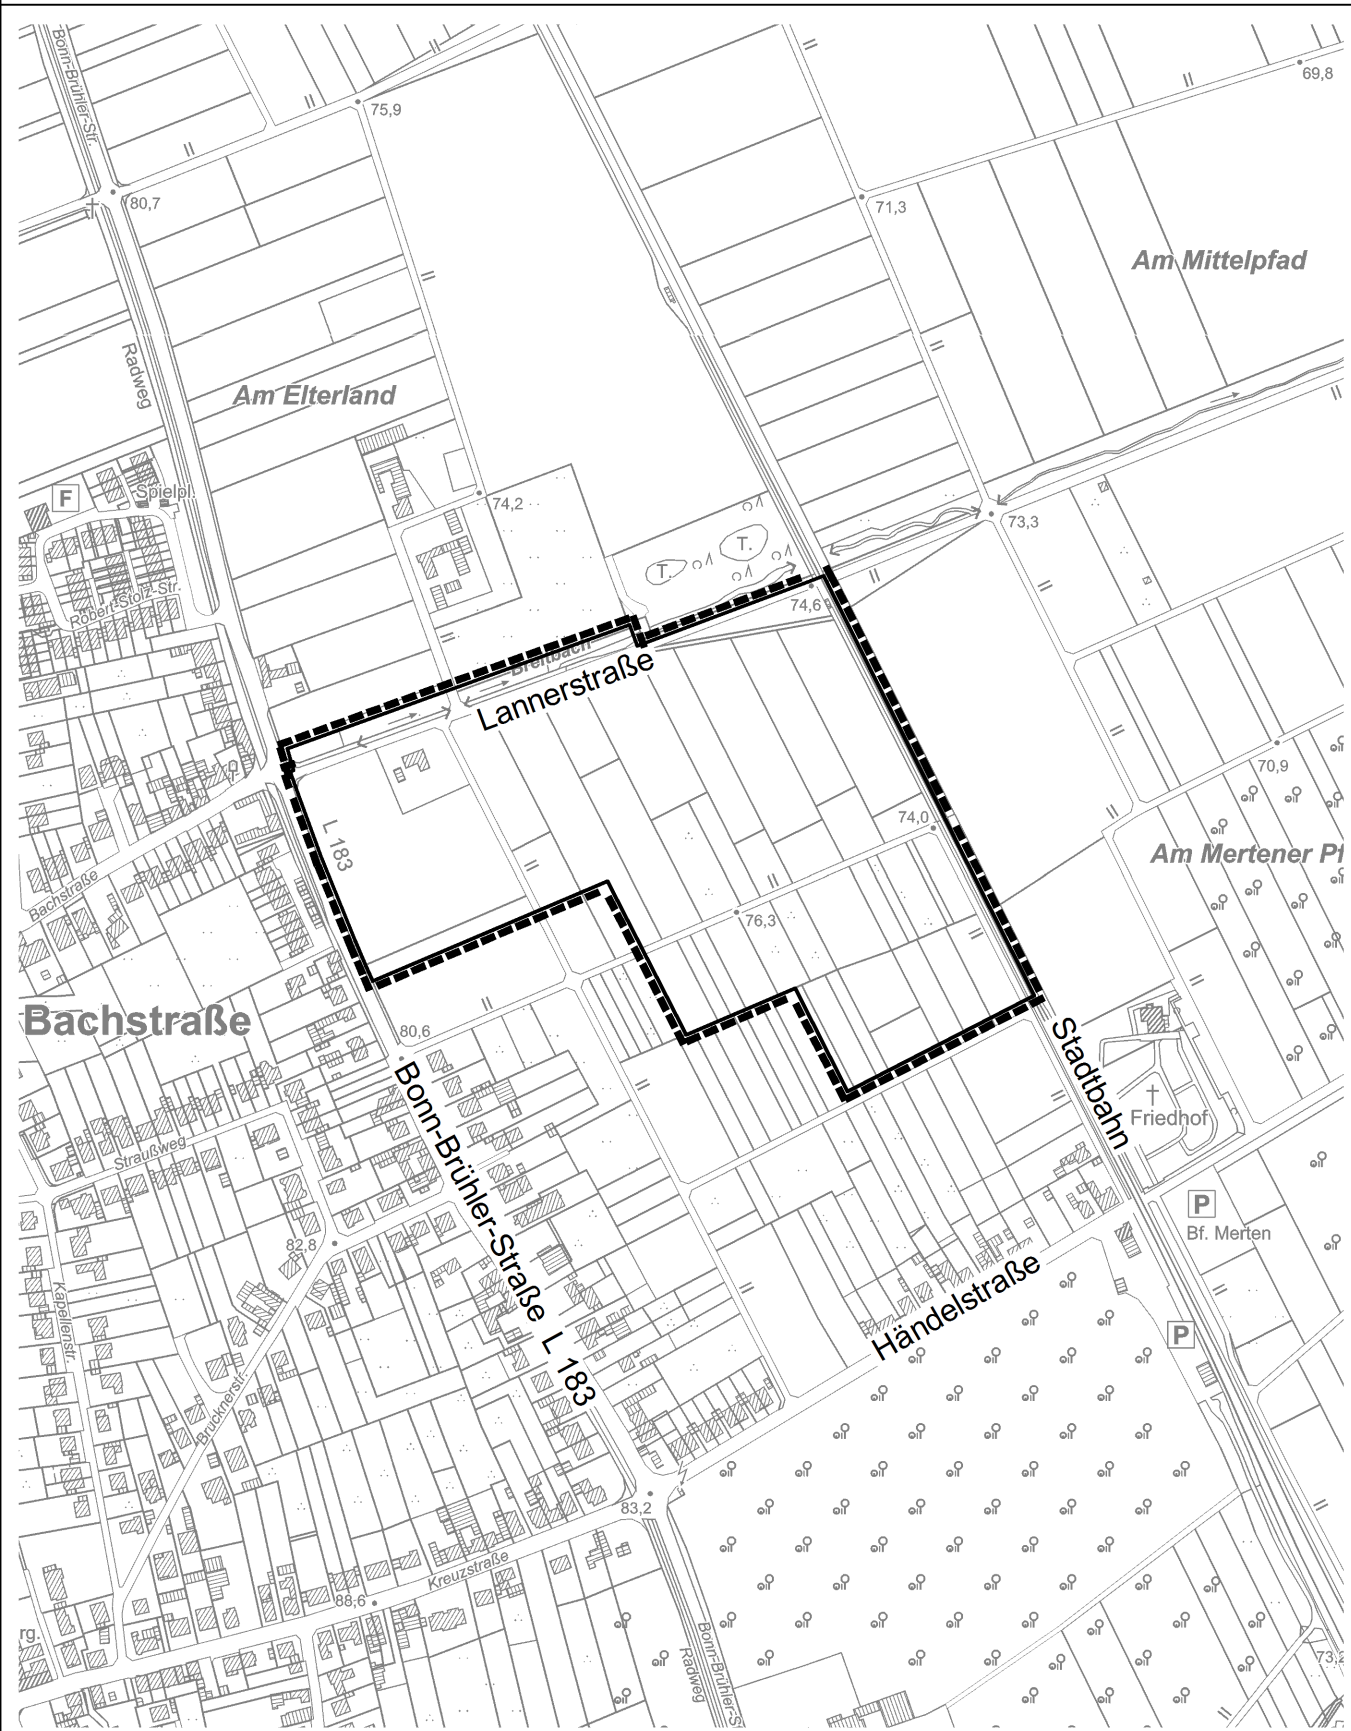 Bonn-Brühler-Str.
69,8
75,9
80,7
71,3
Am Mittelpfad
Radweg
Am Elterland
F
Spielpl.
74,2
73,3
T.
T.
Robert-Stolz-Str.
74,6
Breitbach
Lannerstraße
70,9
L 183
74,0
Am Mertener Pf
Bachstraße
76,3
Bachstraße
80,6
Stadtbahn
Friedhof
Bonn-Brühler-Straße L 183
Straußweg
P
Bf. Merten
82,8
Händelstraße
Kapellenstr.
P
Brucknerstr.
83,2
Kreuzstraße
88,6
rg.
Bonn-Brühler-S
Radweg
73,2